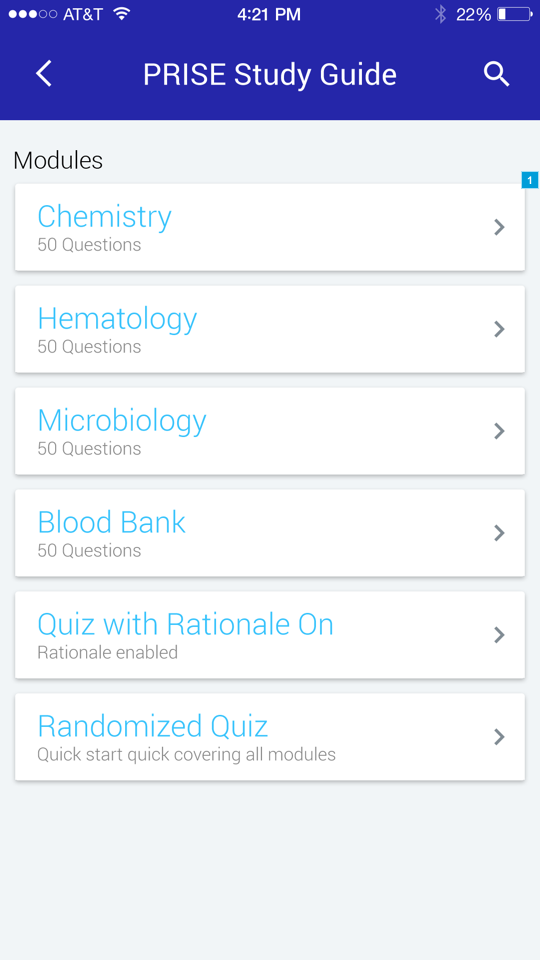 AT&T 4:21 PM 22%
PRISE Study Guide
Modules
1
Chemistry
50 Questions
Hematology
50 Questions
Microbiology
50 Questions
Blood Bank
50 Questions
Quiz with Rationale On
Rationale enabled
Randomized Quiz
Quick start quick covering all modules